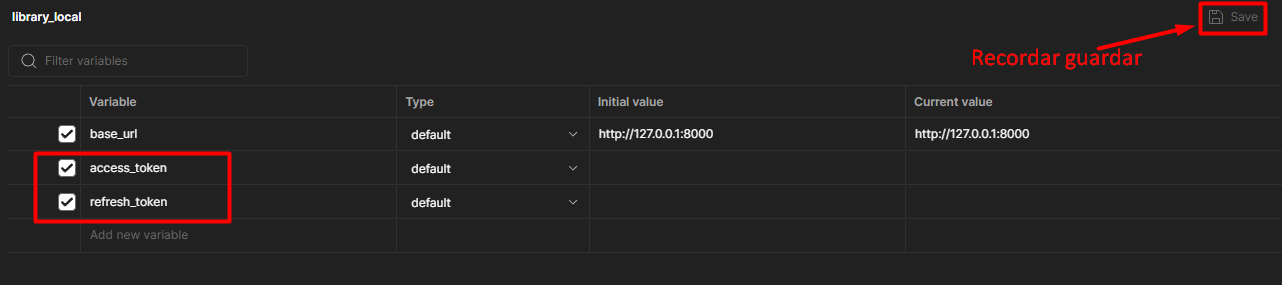 library_local
Save
Recordar guardar
Filter variables
Variable Type Initial value Current value
base_url default http://127.0.0.1:8000 http://127.0.0.1:8000
access_token default
refresh_token default
Add new variable